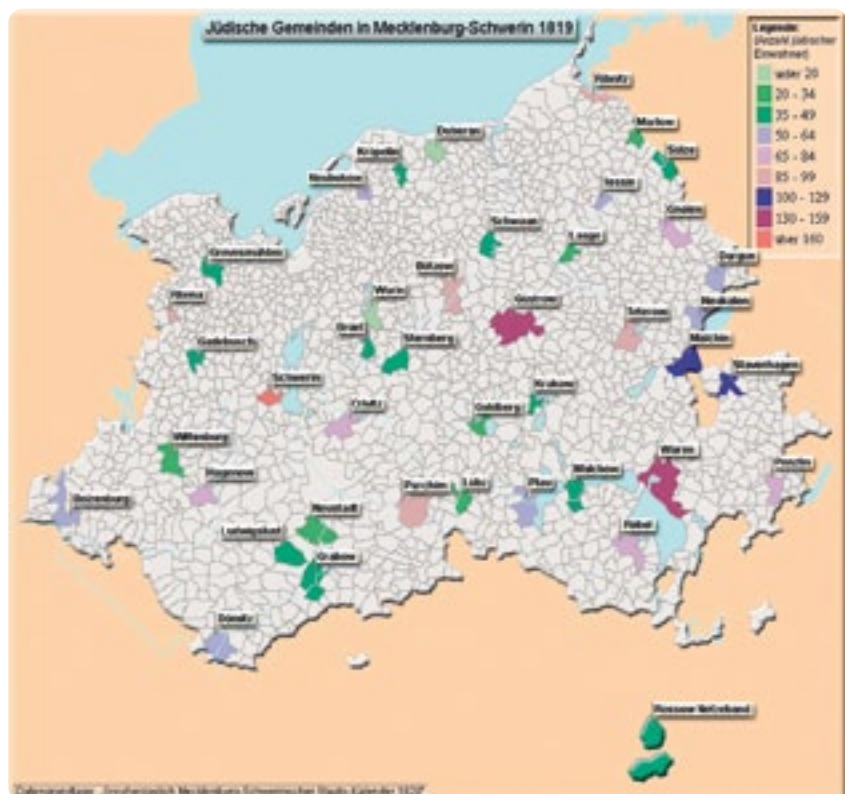 Jüdische Gemeinden in Mecklenburg-Schwerin 1819
Legende:
(Anzahl jüdischer
Einwohner)
unter 20
20 - 34
35 - 49
50 - 64
65 - 84
85 - 99
100 - 129
130 - 159
über 160
Ribnitz
Marlow
Doberan
Sülze
Kröpelin
Neubukow
Tessin
Gnoien
Schwaan
Laage
Grevesmühlen
Dargun
Bützow
Rhena
Warin
Güstrow
Neukalen
Teterow
Brüel
Sternberg
Malchin
Gadebusch
Stavenhagen
Schwerin
Krakow
Crivitz
Goldberg
Wittenburg
Waren
Hagenow
Malchow
Penzlin
Boizenburg
Parchim
Lübz
Plau
Neustadt
Röbel
Ludwigslust
Grabow
Dömitz
Rossow